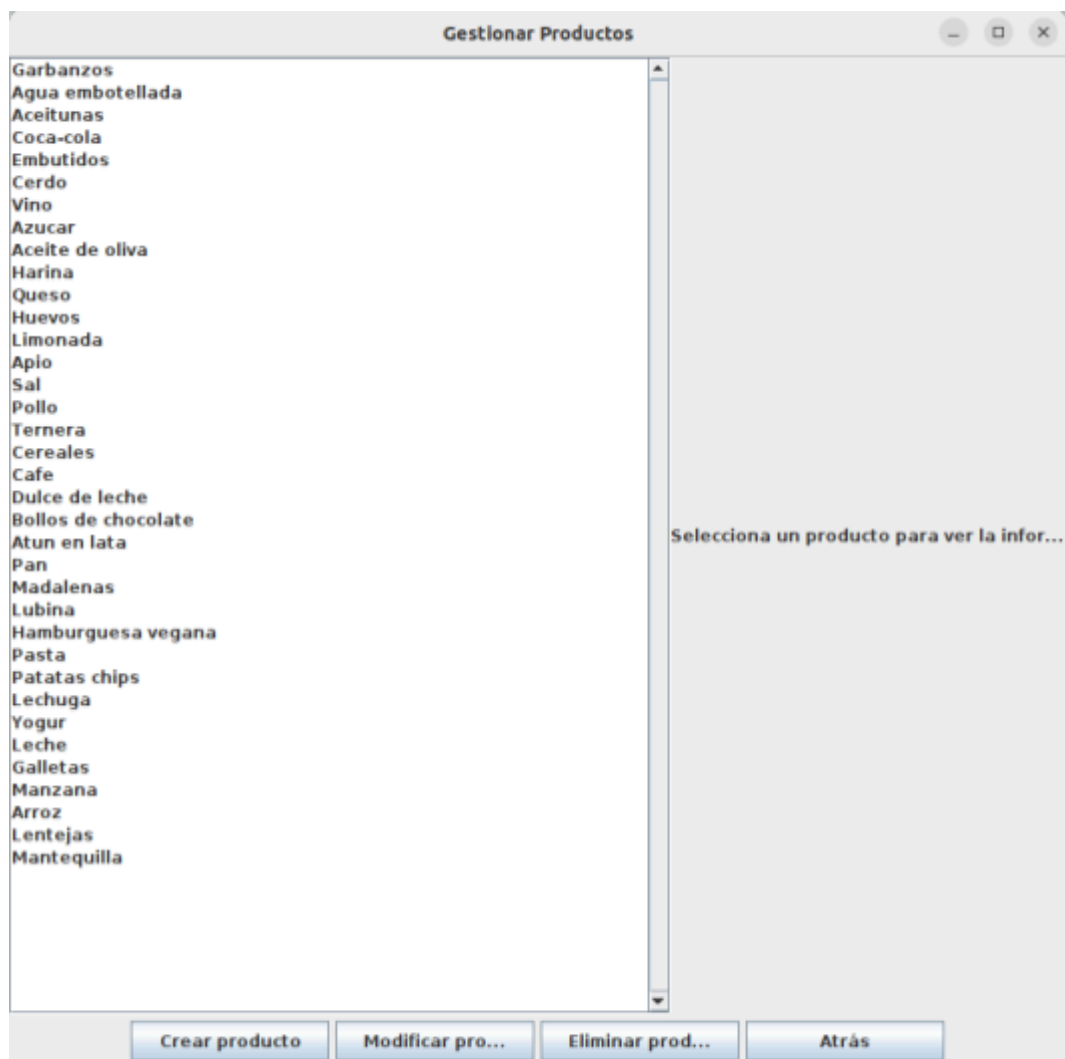 Gestionar Productos
Garbanzos
Agua embotellada
Aceitunas
Coca-cola
Embutidos
Cerdo
Vino
Azucar
Aceite de oliva
Harina
Queso
Huevos
Limonada
Apio
Sal
Pollo
Ternera
Cereales
Cafe
Dulce de leche
Bollos de chocolate
Atun en lata
Pan
Madalenas
Lubina
Hamburguesa vegana
Pasta
Patatas chips
Lechuga
Yogur
Leche
Galletas
Manzana
Arroz
Lentejas
Mantequilla
Selecciona un producto para ver la infor...
Crear producto
Modificar pro...
Eliminar prod...
Atrás